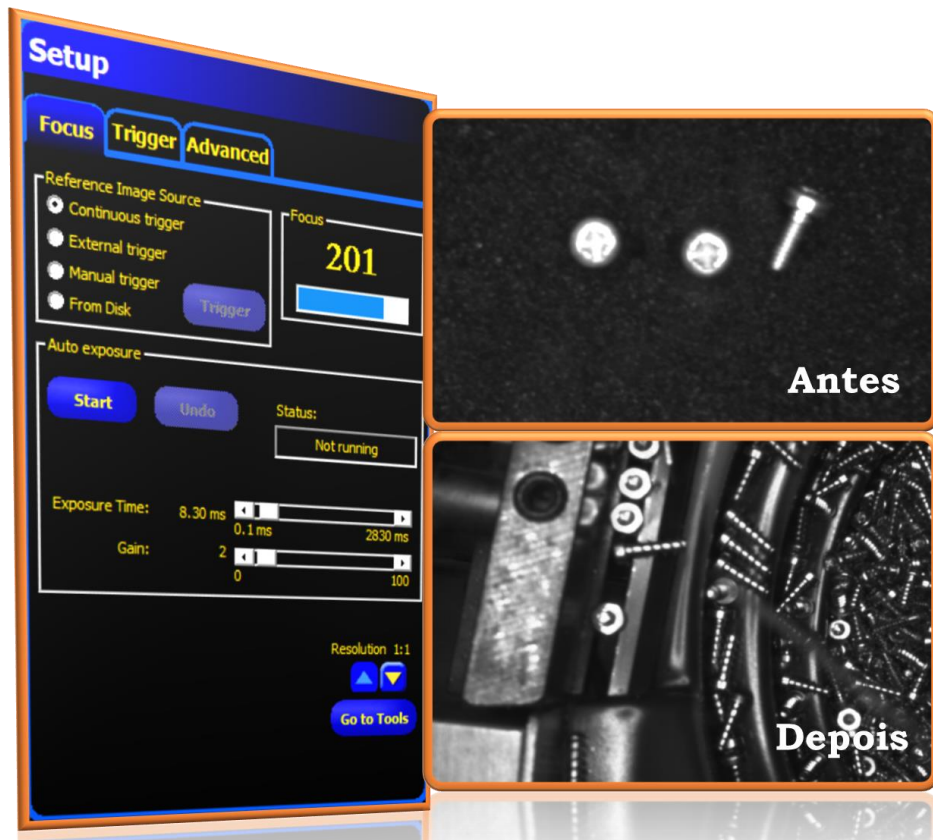 Setup
Focus Trigger Advanced
Reference Image Source
Continuous trigger
External trigger
Manual trigger
From Disk
Trigger
Focus
201
Auto exposure
Start
Undo
Status:
Not running
Exposure Time: 8.30 ms
0.1 ms 2830 ms
Gain: 2
0 100
Resolution 1:1
Go to Tools
Antes
Depois